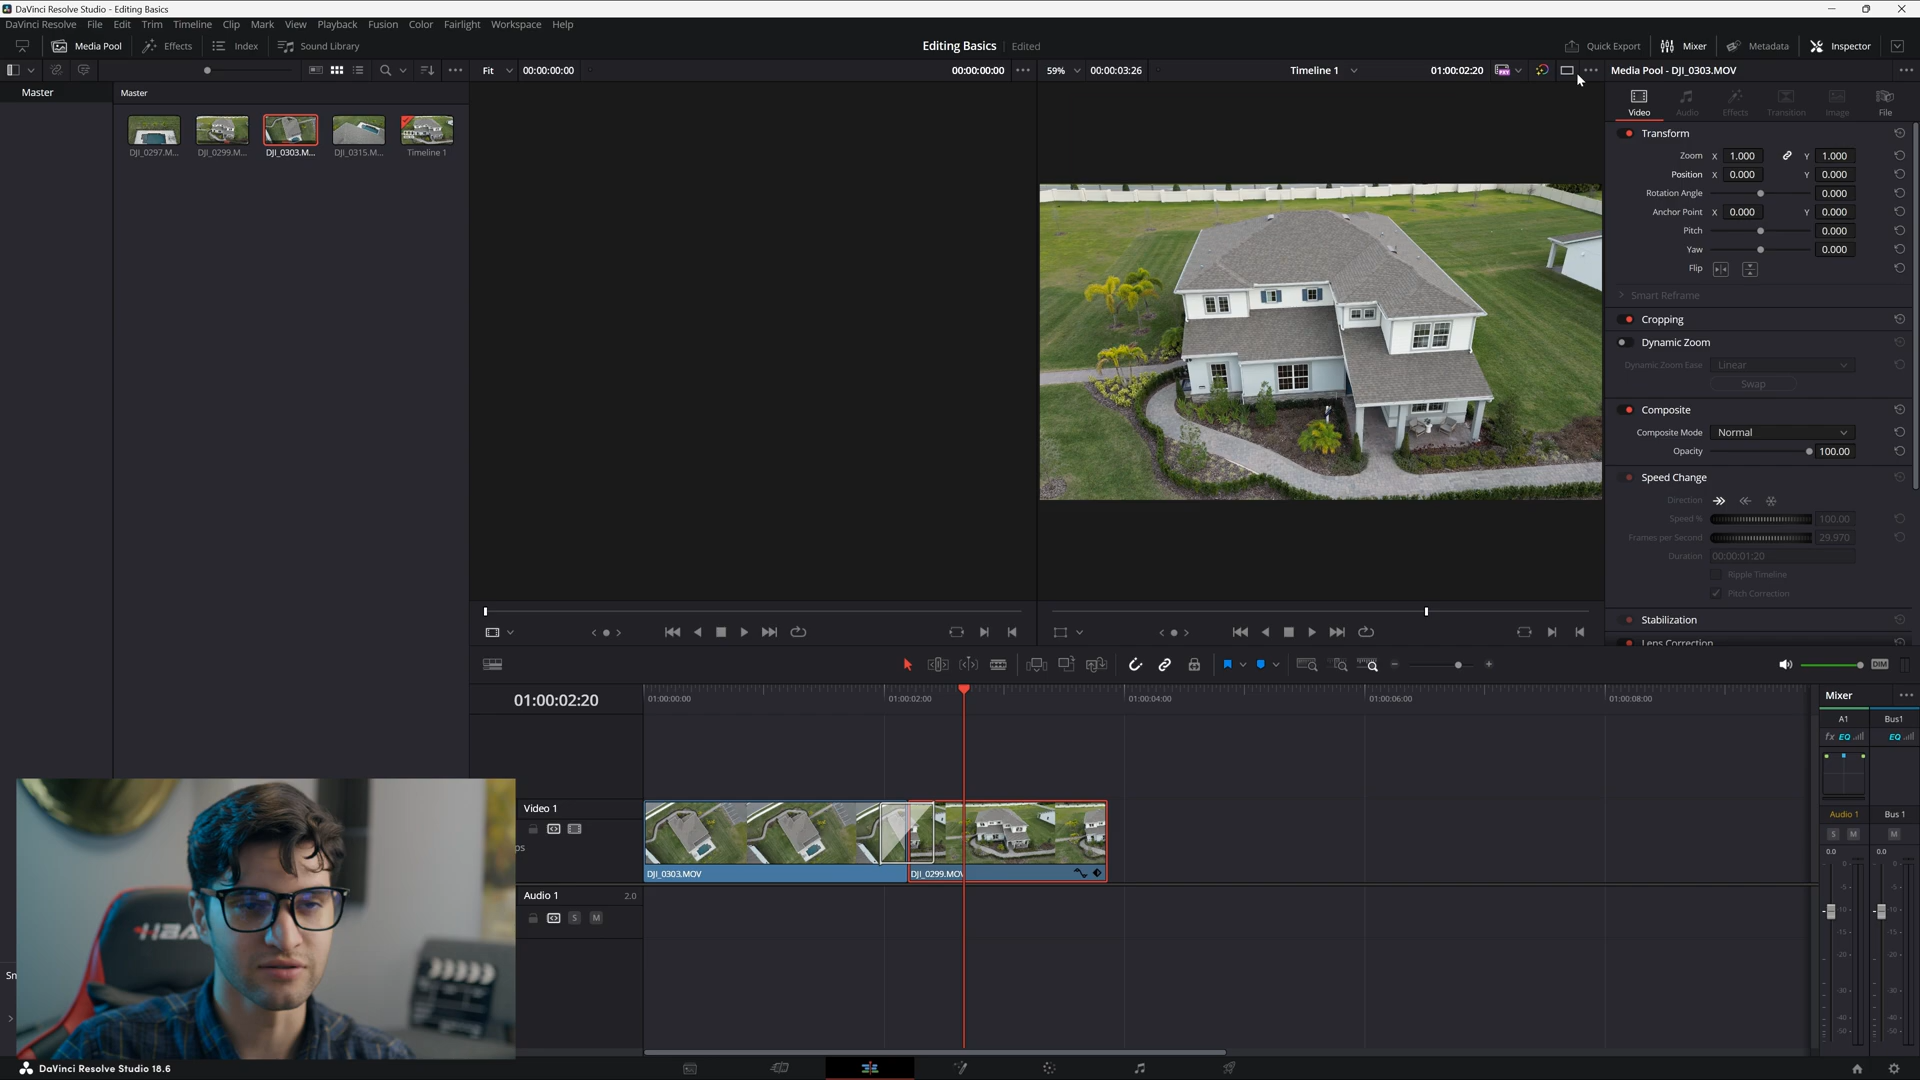 DaVinci Resolve Studio - Editing Basics
DaVinci Resolve File Edit Trim Timeline Clip Mark View Playback Fusion Color Fairlight Workspace Help
Media Pool Effects Index Sound Library Editing Basics Edited Quick Export Mixer Metadata Inspector
Fit 00:00:00:00 00:00:00:00 59% 00:00:03:26 Timeline 1 01:00:02:20 Media Pool - DJI_0303.MOV
Master Master
Video Audio Effects Transition Image File
DJI_0297.M... DJI_0299.M... DJI_0303.M... DJI_0315.M... Timeline 1
Transform
Zoom X 1.000 Y 1.000
Position X 0.000 Y 0.000
Rotation Angle 0.000
Anchor Point X 0.000 Y 0.000
Pitch 0.000
Yaw 0.000
Flip
Smart Reframe
Cropping
Dynamic Zoom
Dynamic Zoom Ease Linear
Swap
Composite
Composite Mode Normal
Opacity 100.00
Speed Change
Direction
Speed % 100.00
Frames per Second 29.970
Duration 00:00:01:20
Ripple Timeline
Pitch Correction
Stabilization
Lens Correction
DIM
01:00:02:20 01:00:00:00 01:00:02:00 01:00:04:00 01:00:06:00 01:00:08:00
Mixer
A1 Bus1
fx EQ EQ
Video 1
Audio 1 Bus 1
S M M
0.0 0.0
DJI_0303.MOV DJI_0299.MOV
Audio 1 2.0
S M
Sm
DaVinci Resolve Studio 18.6